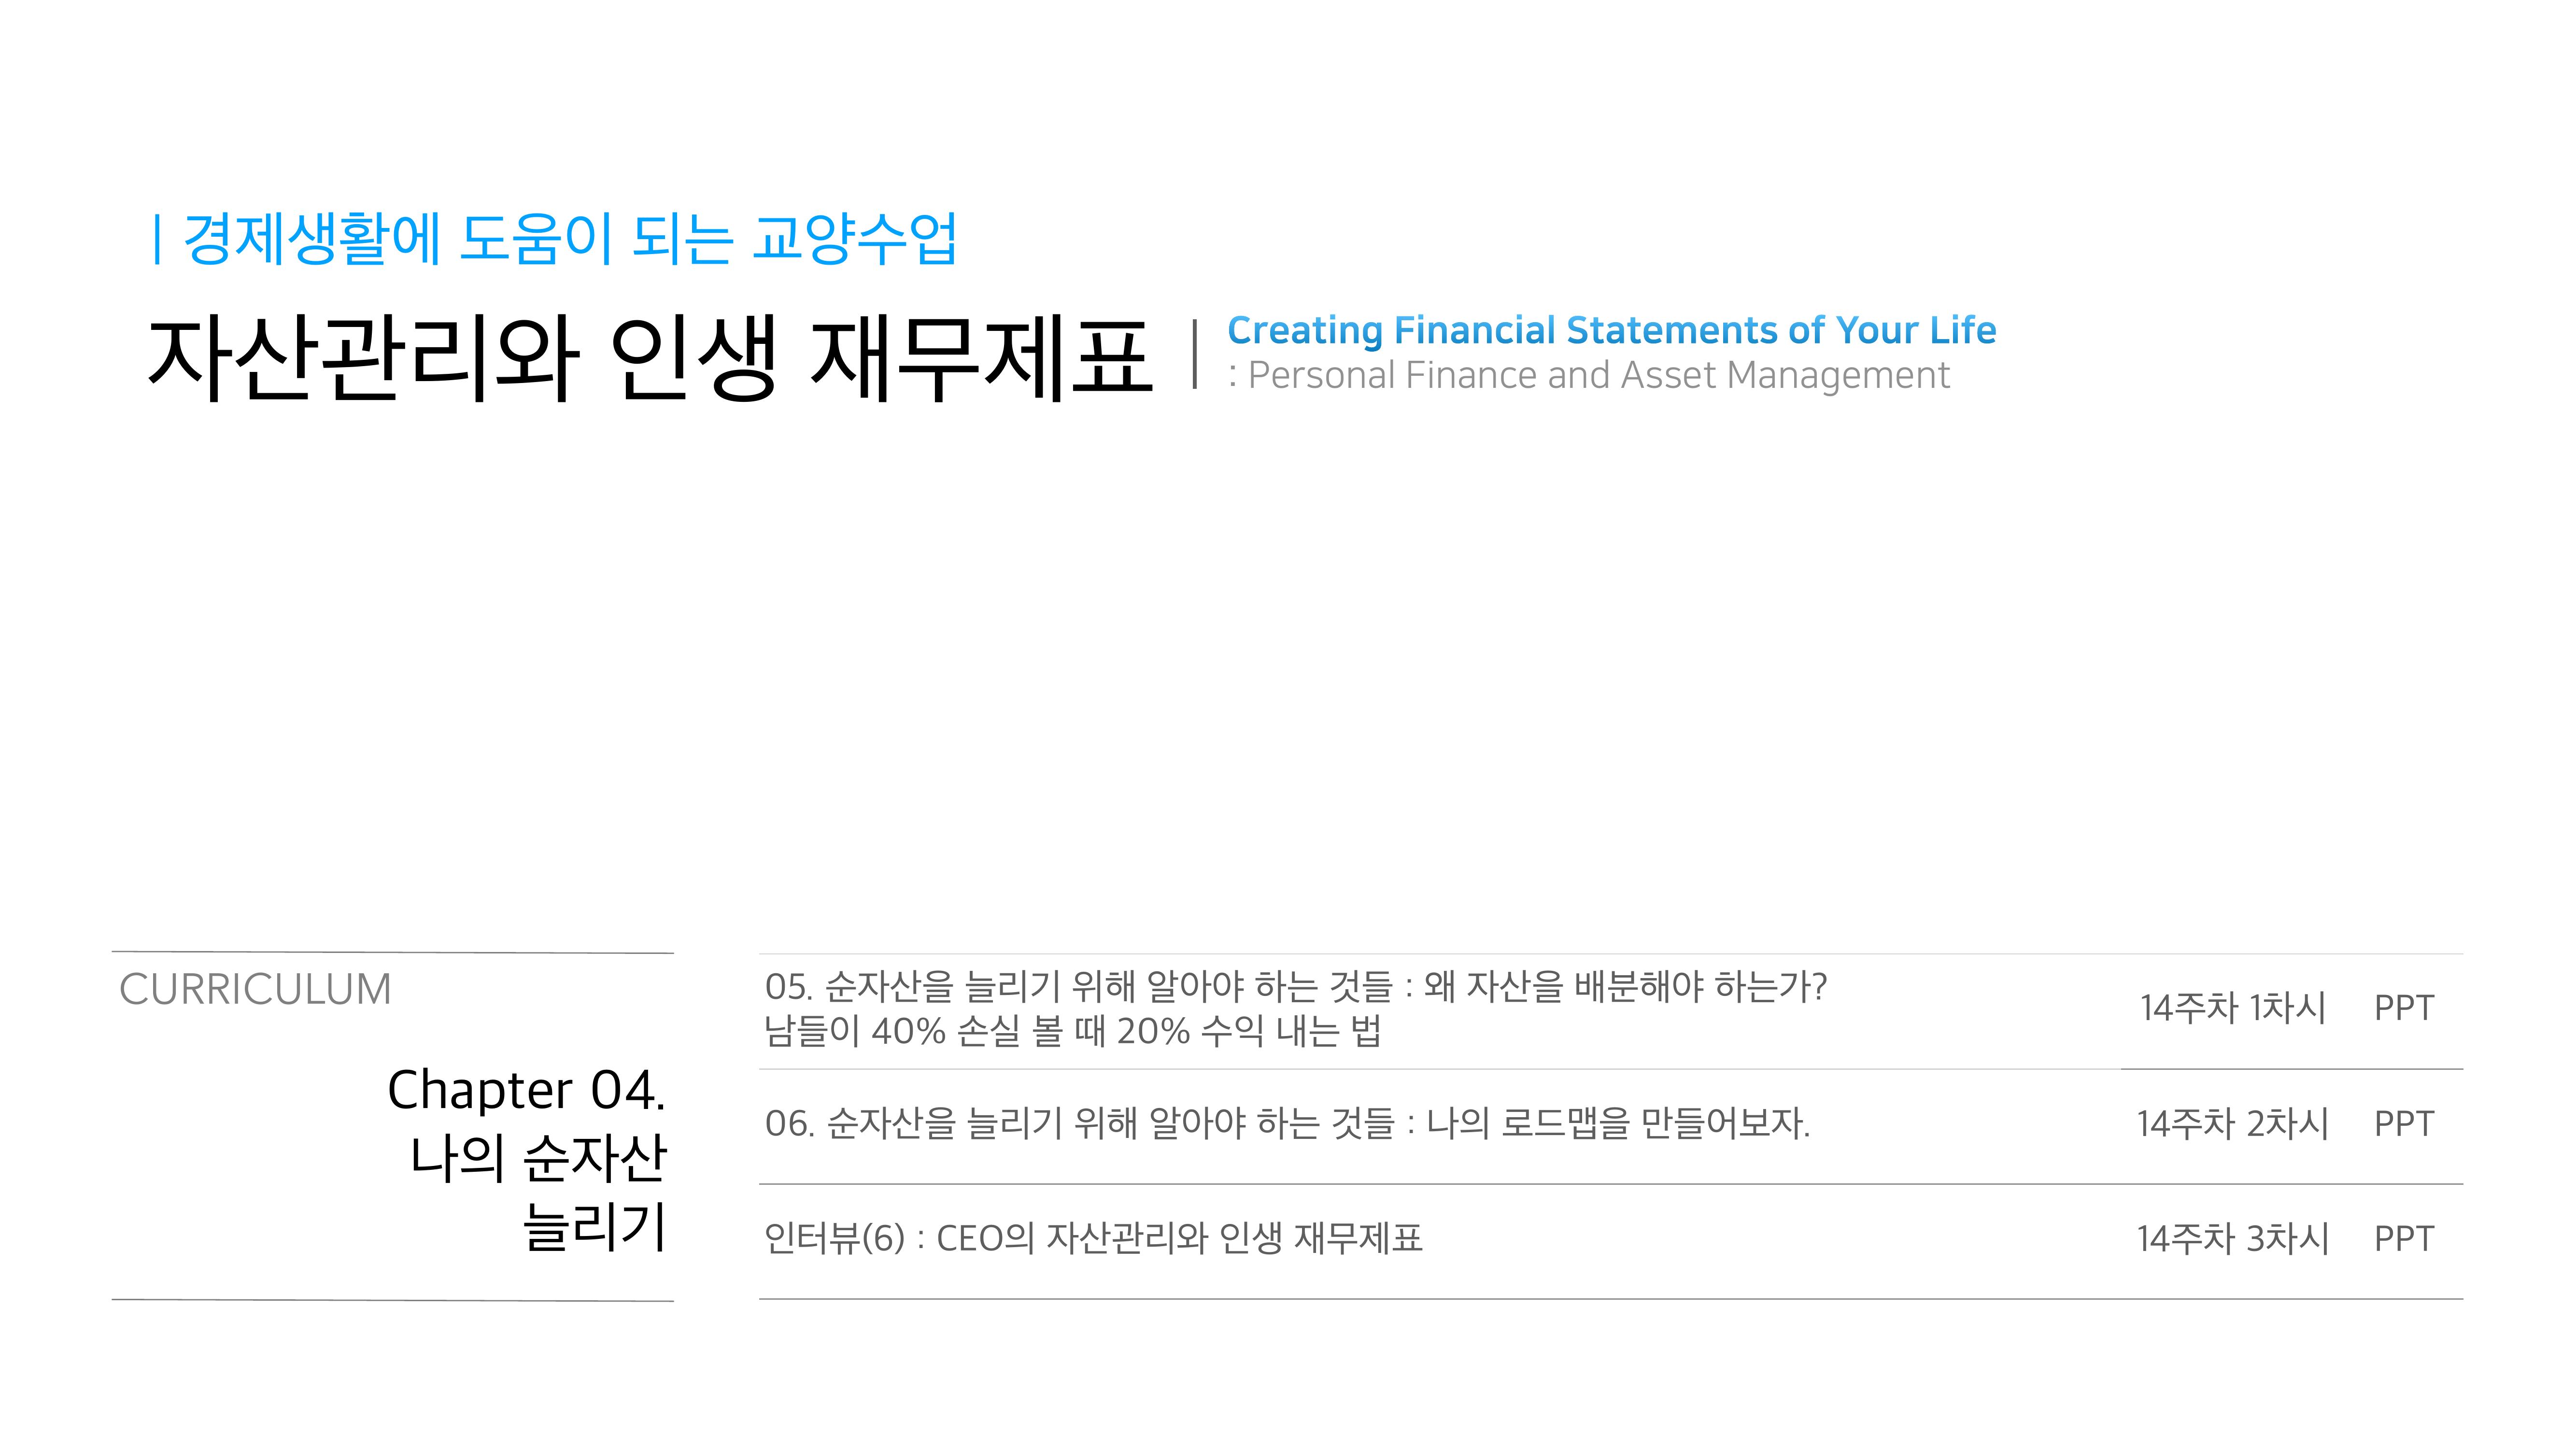 | 경제생활에 도움이 되는 교양수업
자산관리와 인생 재무제표
Creating Financial Statements of Your Life
: Personal Finance and Asset Management
CURRICULUM
Chapter 04.
나의 순자산
늘리기
05. 순자산을 늘리기 위해 알아야 하는 것들 : 왜 자산을 배분해야 하는가?
남들이 40% 손실 볼 때 20% 수익 내는 법
14주차 1차시 PPT
06. 순자산을 늘리기 위해 알아야 하는 것들 : 나의 로드맵을 만들어보자.
14주차 2차시 PPT
인터뷰(6) : CEO의 자산관리와 인생 재무제표
14주차 3차시 PPT